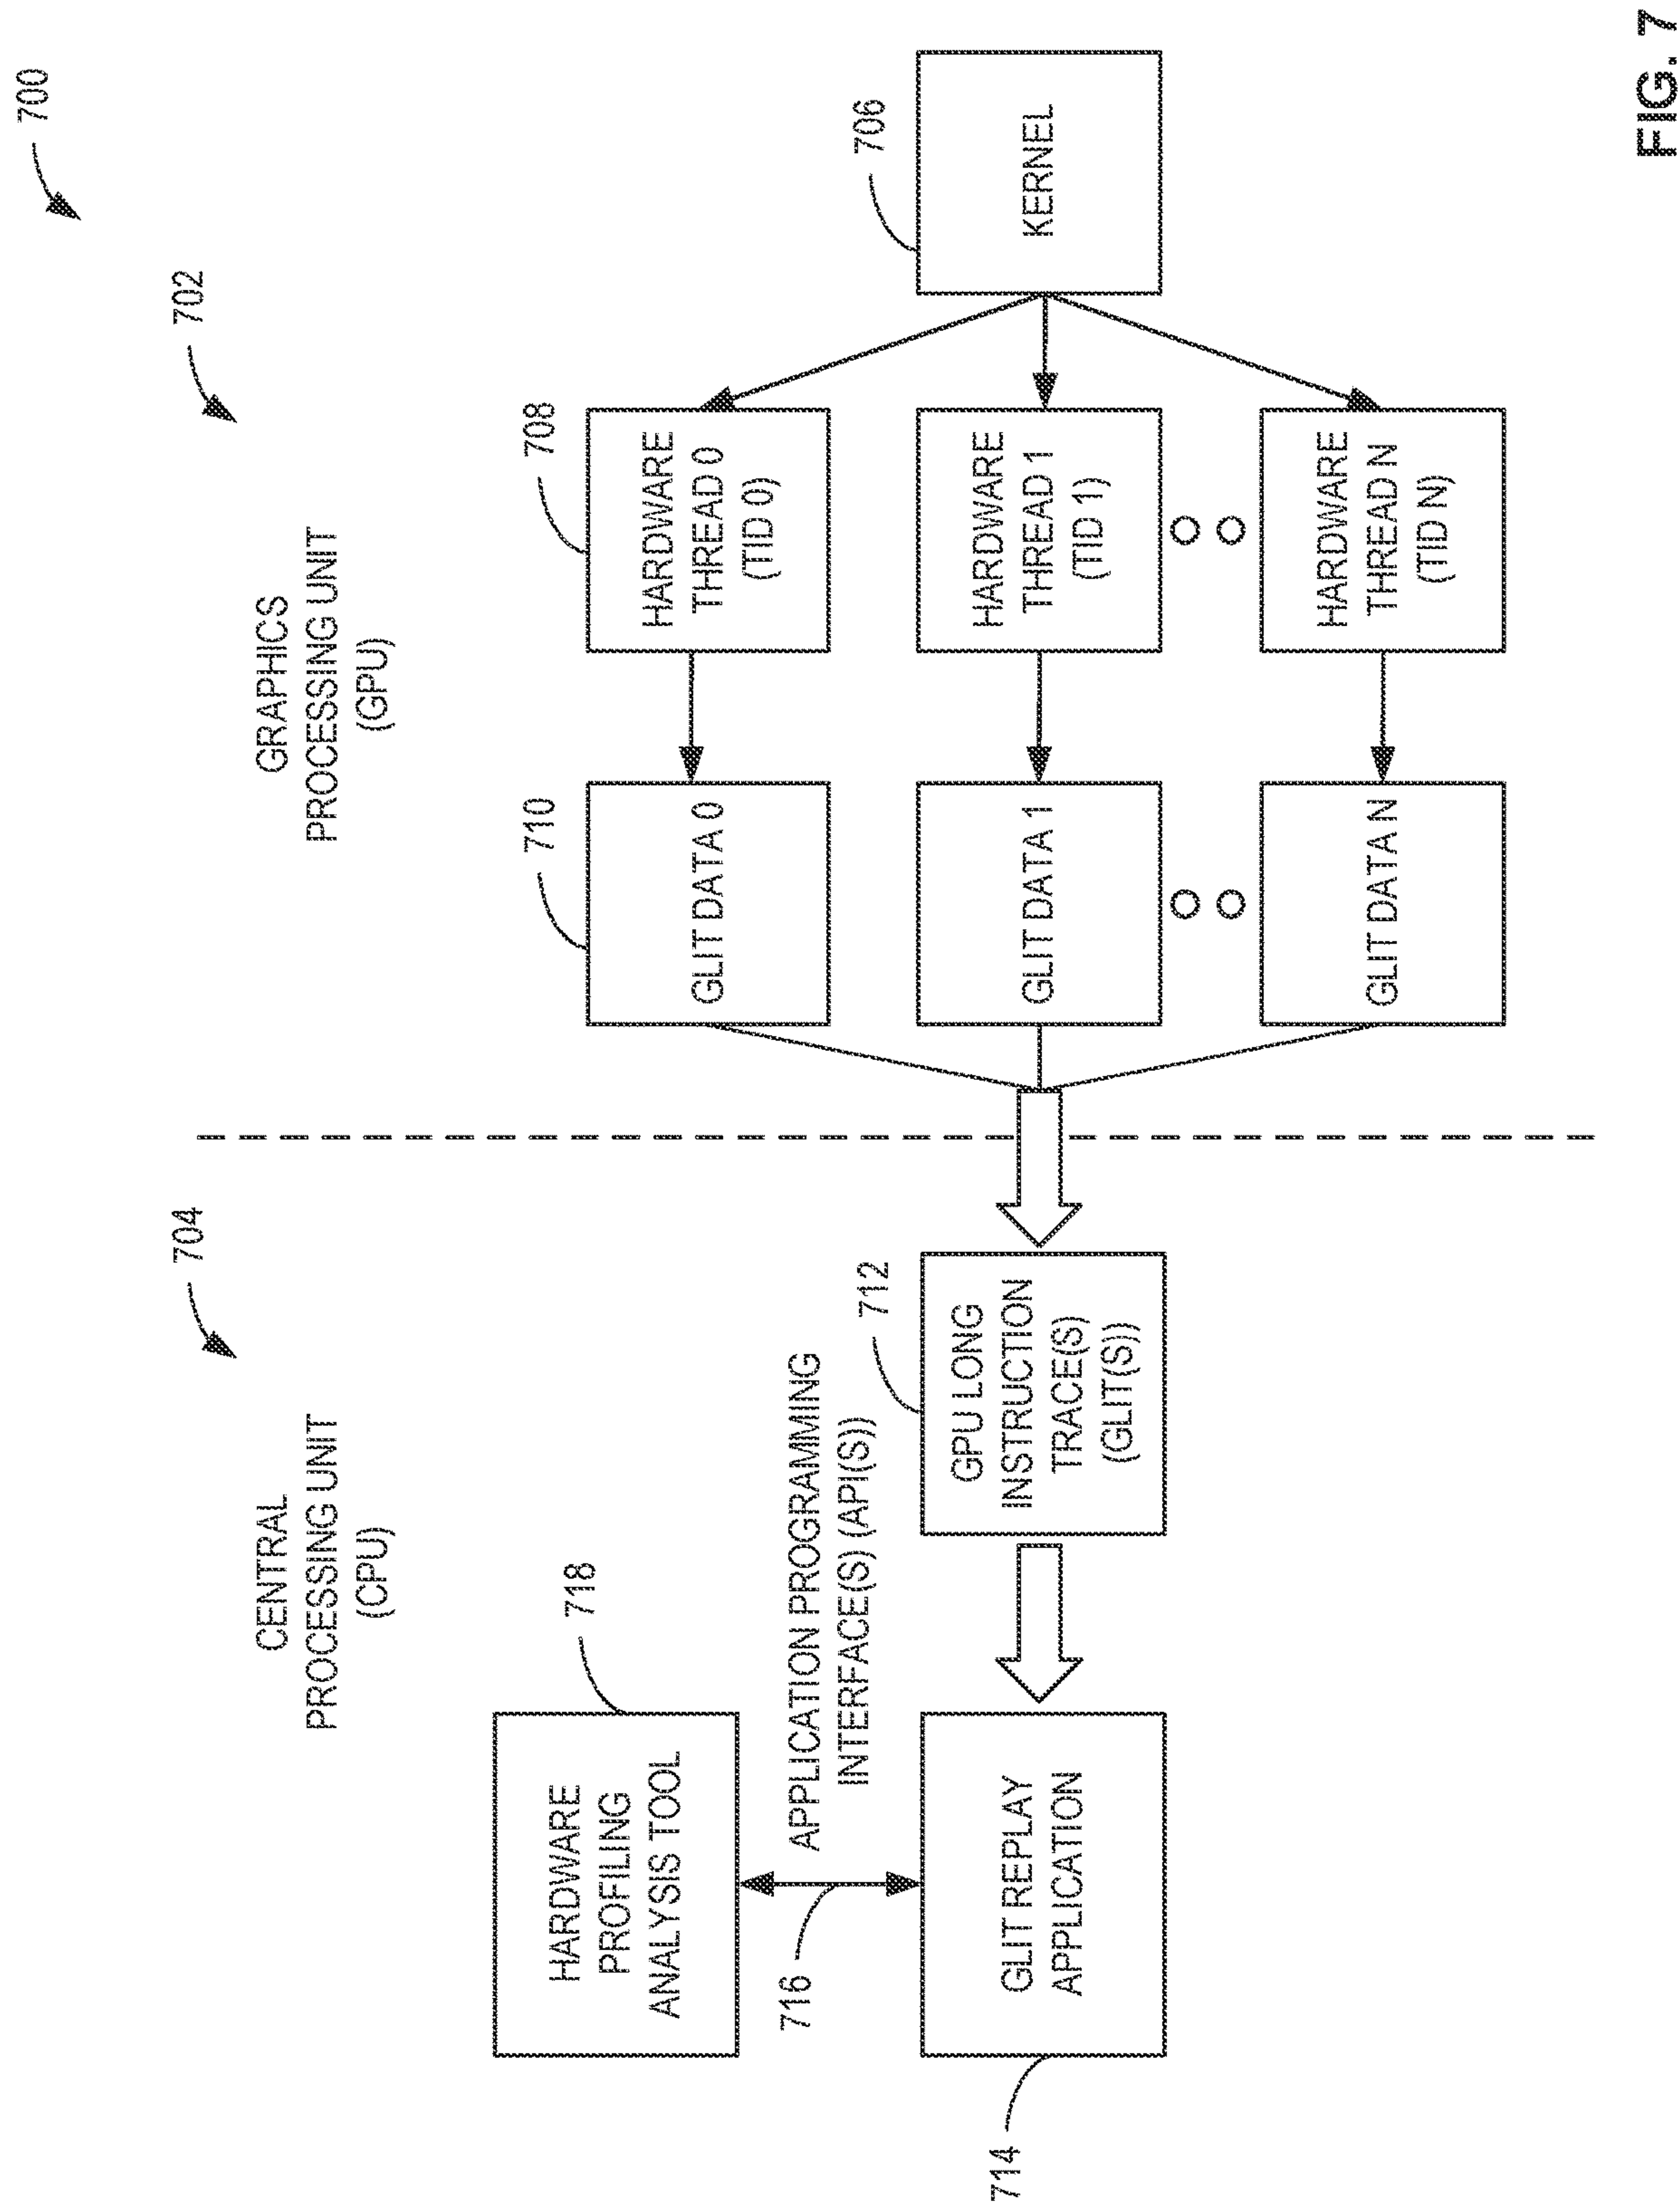 700
704
702
CENTRAL
PROCESSING UNIT
(CPU)
GRAPHICS
PROCESSING UNIT
(GPU)
718
HARDWARE
PROFILING
ANALYSIS TOOL
716
APPLICATION PROGRAMMING
INTERFACE(S) (API(S))
714
GLIT REPLAY
APPLICATION
712
GPU LONG
INSTRUCTION
TRACE(S)
(GLIT(S))
710
GLIT DATA 0
GLIT DATA 1
GLIT DATA N
708
HARDWARE
THREAD 0
(TID 0)
HARDWARE
THREAD 1
(TID 1)
HARDWARE
THREAD N
(TID N)
706
KERNEL
FIG. 7